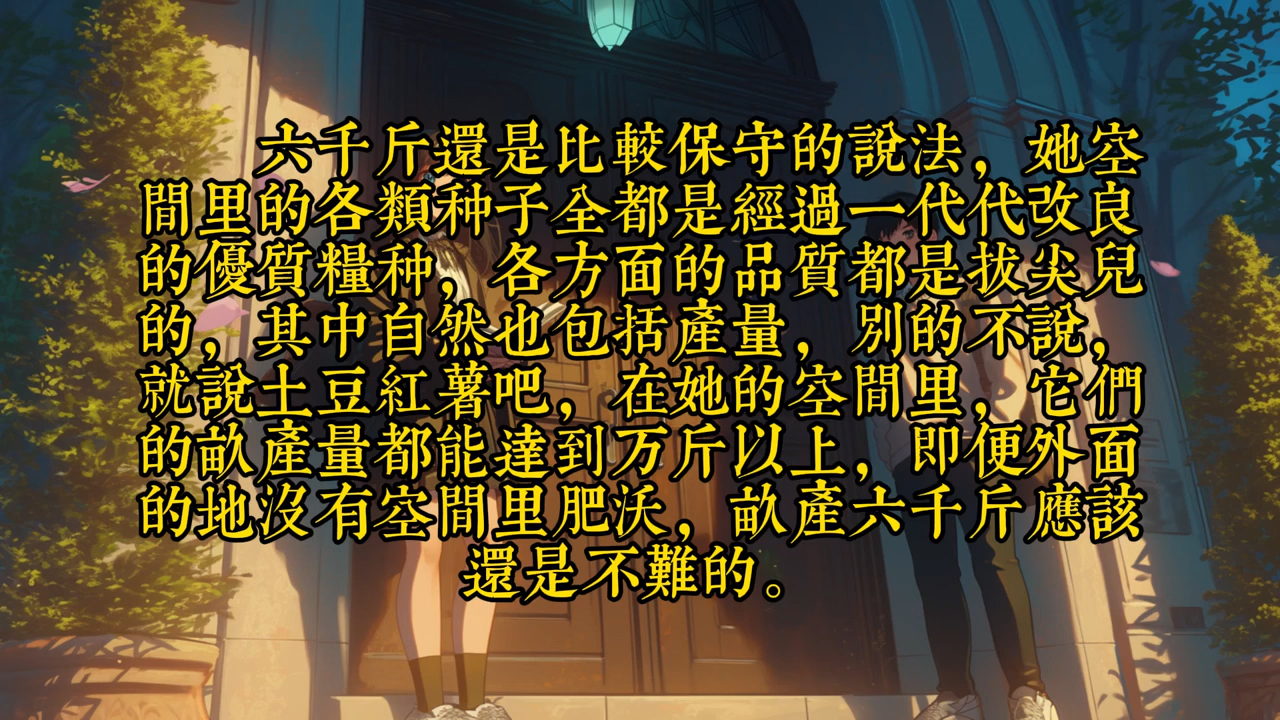 六千斤還是比較保守的說法，她空
間里的各類种子全都是經過一代代改良
的優質糧种，各方面的品質都是拔尖兒
的，其中自然也包括產量，別的不說，
就說土豆紅薯吧，在她的空間里，它們
的畝產量都能達到万斤以上，即便外面
的地沒有空間里肥沃，畝產六千斤應該
還是不難的。